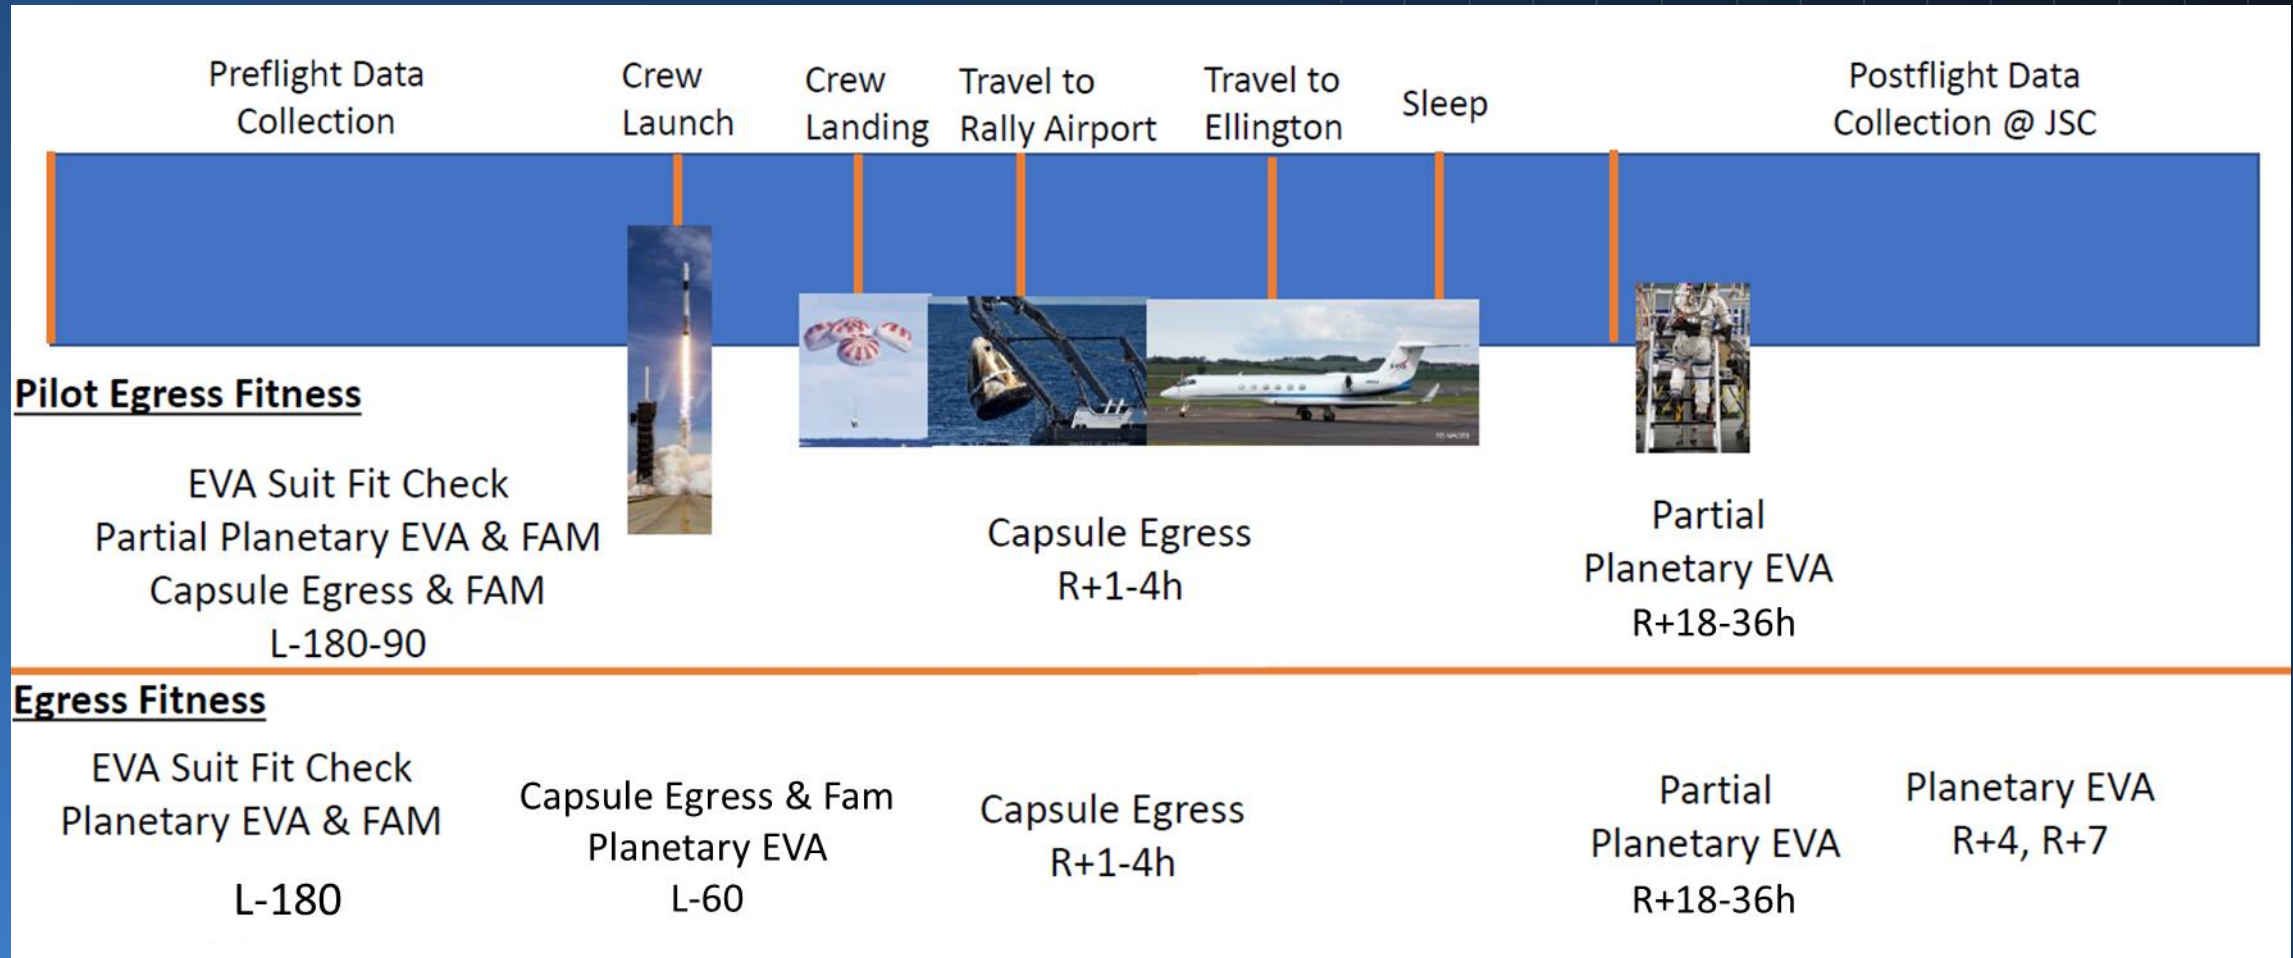 Preflight Data
Collection
Crew
Launch
Crew
Landing
Travel to
Rally Airport
Travel to
Ellington
Sleep
Postflight Data
Collection @ JSC
Pilot Egress Fitness
EVA Suit Fit Check
Partial Planetary EVA & FAM
Capsule Egress & FAM
L-180-90
Capsule Egress
R+1-4h
Partial
Planetary EVA
R+18-36h
Egress Fitness
EVA Suit Fit Check
Planetary EVA & FAM
L-180
Capsule Egress & Fam
Planetary EVA
L-60
Capsule Egress
R+1-4h
Partial
Planetary EVA
R+18-36h
Planetary EVA
R+4, R+7